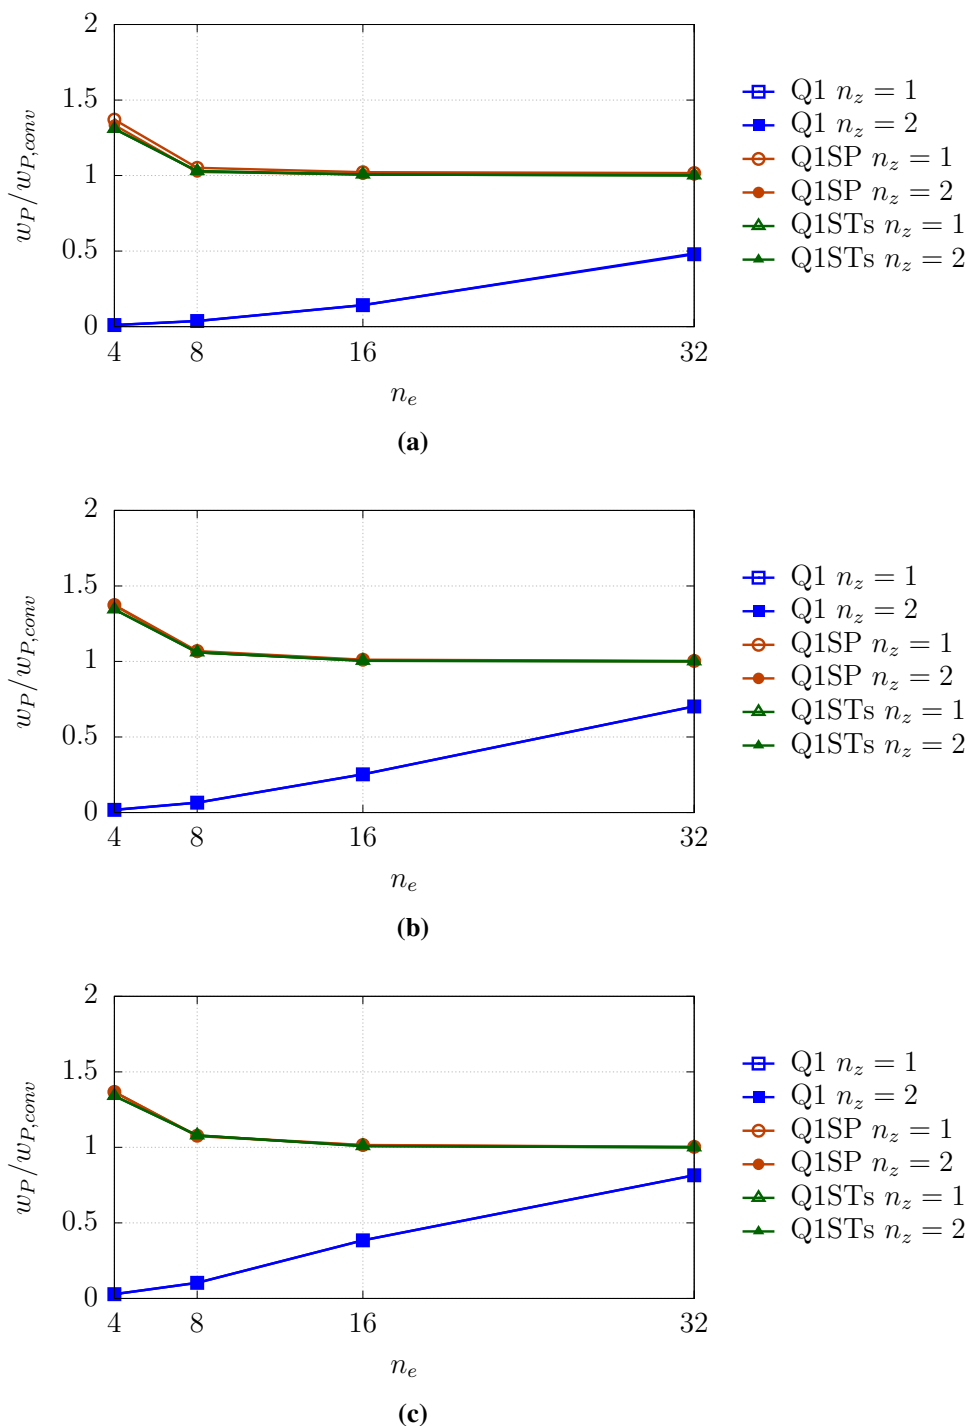 2
1.5
1
0.5
0
w_P/w_{P,conv}
4 8 16 32
n_e
Q1 n_z = 1
Q1 n_z = 2
Q1SP n_z = 1
Q1SP n_z = 2
Q1STs n_z = 1
Q1STs n_z = 2
(a)
2
1.5
1
0.5
0
w_P/w_{P,conv}
4 8 16 32
n_e
Q1 n_z = 1
Q1 n_z = 2
Q1SP n_z = 1
Q1SP n_z = 2
Q1STs n_z = 1
Q1STs n_z = 2
(b)
2
1.5
1
0.5
0
w_P/w_{P,conv}
4 8 16 32
n_e
Q1 n_z = 1
Q1 n_z = 2
Q1SP n_z = 1
Q1SP n_z = 2
Q1STs n_z = 1
Q1STs n_z = 2
(c)